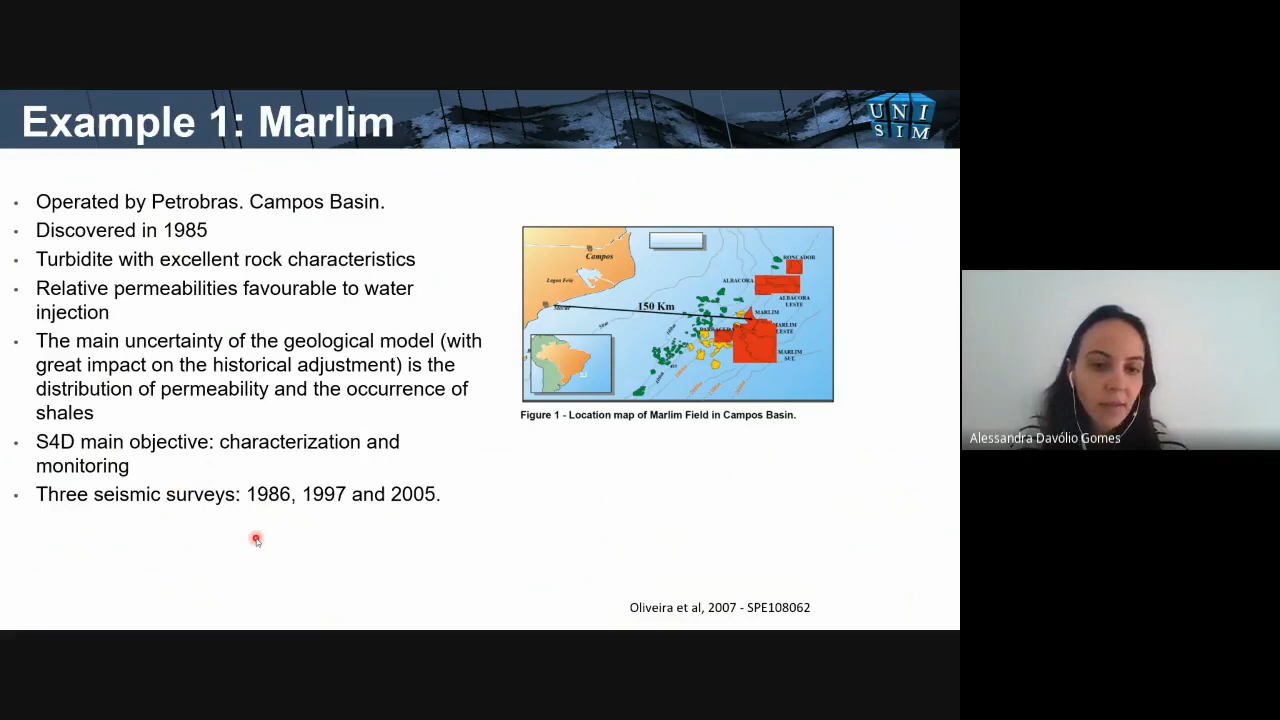 Example 1: Marlim
UNI
SIM
• Operated by Petrobras. Campos Basin.
• Discovered in 1985
• Turbidite with excellent rock characteristics
• Relative permeabilities favourable to water
injection
• The main uncertainty of the geological model (with
great impact on the historical adjustment) is the
distribution of permeability and the occurrence of
shales
• S4D main objective: characterization and
monitoring
• Three seismic surveys: 1986, 1997 and 2005.
Campos
RONCADOR
ALBACORA
ALBACORA
LESTE
150 Km
MARLIM
MARLIM
LESTE
MARLIM
SUL
Figure 1 - Location map of Marlim Field in Campos Basin.
Oliveira et al, 2007 - SPE108062
Alessandra Davólio Gomes